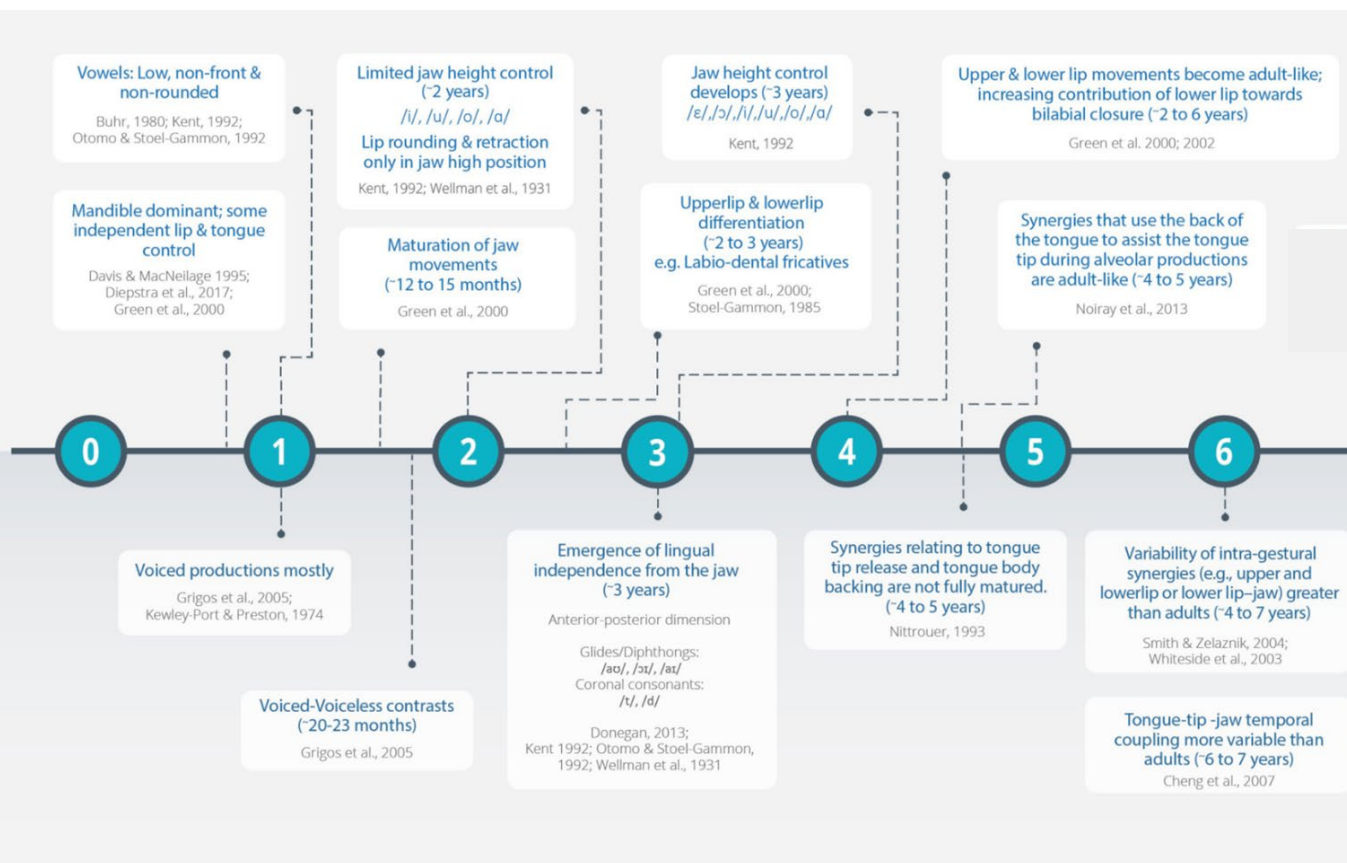 Vowels: Low, non-front &
non-rounded
Buhr, 1980; Kent, 1992;
Otomo & Stoel-Gammon, 1992
Mandible dominant; some
independent lip & tongue
control
Davis & MacNeilage 1995;
Diepstra et al., 2017;
Green et al., 2000
Limited jaw height control
(~2 years)
/i/, /u/, /o/, /ɑ/
Lip rounding & retraction
only in jaw high position
Kent, 1992; Wellman et al., 1931
Maturation of jaw
movements
(~12 to 15 months)
Green et al., 2000
Jaw height control
develops (~3 years)
/ɛ/,/ɔ/,/i/,/u/,/o/,/ɑ/
Kent, 1992
Upperlip & lowerlip
differentiation
(~2 to 3 years)
e.g. Labio-dental fricatives
Green et al., 2000;
Stoel-Gammon, 1985
Upper & lower lip movements become adult-like;
increasing contribution of lower lip towards
bilabial closure (~2 to 6 years)
Green et al. 2000; 2002
Synergies that use the back of
the tongue to assist the tongue
tip during alveolar productions
are adult-like (~4 to 5 years)
Noiray et al., 2013
0
1
2
3
4
5
6
Voiced productions mostly
Grigos et al., 2005;
Kewley-Port & Preston, 1974
Voiced-Voiceless contrasts
(~20-23 months)
Grigos et al., 2005
Emergence of lingual
independence from the jaw
(~3 years)
Anterior-posterior dimension
Glides/Diphthongs:
/aʊ/, /ɔɪ/, /aɪ/
Coronal consonants:
/t/, /d/
Donegan, 2013;
Kent 1992; Otomo & Stoel-Gammon,
1992; Wellman et al., 1931
Synergies relating to tongue
tip release and tongue body
backing are not fully matured.
(~4 to 5 years)
Nittrouer, 1993
Variability of intra-gestural
synergies (e.g., upper and
lowerlip or lower lip–jaw) greater
than adults (~4 to 7 years)
Smith & Zelaznik, 2004;
Whiteside et al., 2003
Tongue-tip -jaw temporal
coupling more variable than
adults (~6 to 7 years)
Cheng et al., 2007